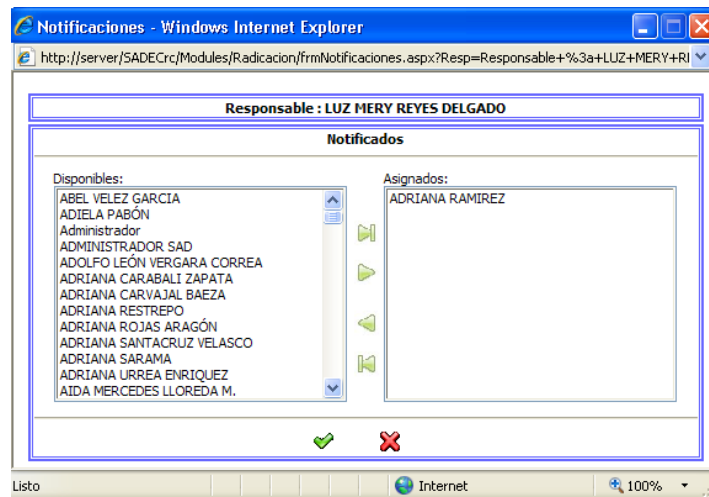 Notificaciones - Windows Internet Explorer
http://server/SADECrc/Modules/Radicacion/frmNotificaciones.aspx?Resp=Responsable+%3a+LUZ+MERY+RI
Responsable : LUZ MERY REYES DELGADO
Notificados
Disponibles:
Asignados:
ABEL VELEZ GARCIA
ADRIANA RAMIREZ
ADIELA PABÓN
Administrador
ADMINISTRADOR SAD
ADOLFO LEÓN VERGARA CORREA
ADRIANA CARABALI ZAPATA
ADRIANA CARVAJAL BAEZA
ADRIANA RESTREPO
ADRIANA ROJAS ARAGÓN
ADRIANA SANTACRUZ VELASCO
ADRIANA SARAMA
ADRIANA URREA ENRIQUEZ
AIDA MERCEDES LLOREDA M.
Listo
Internet
100%